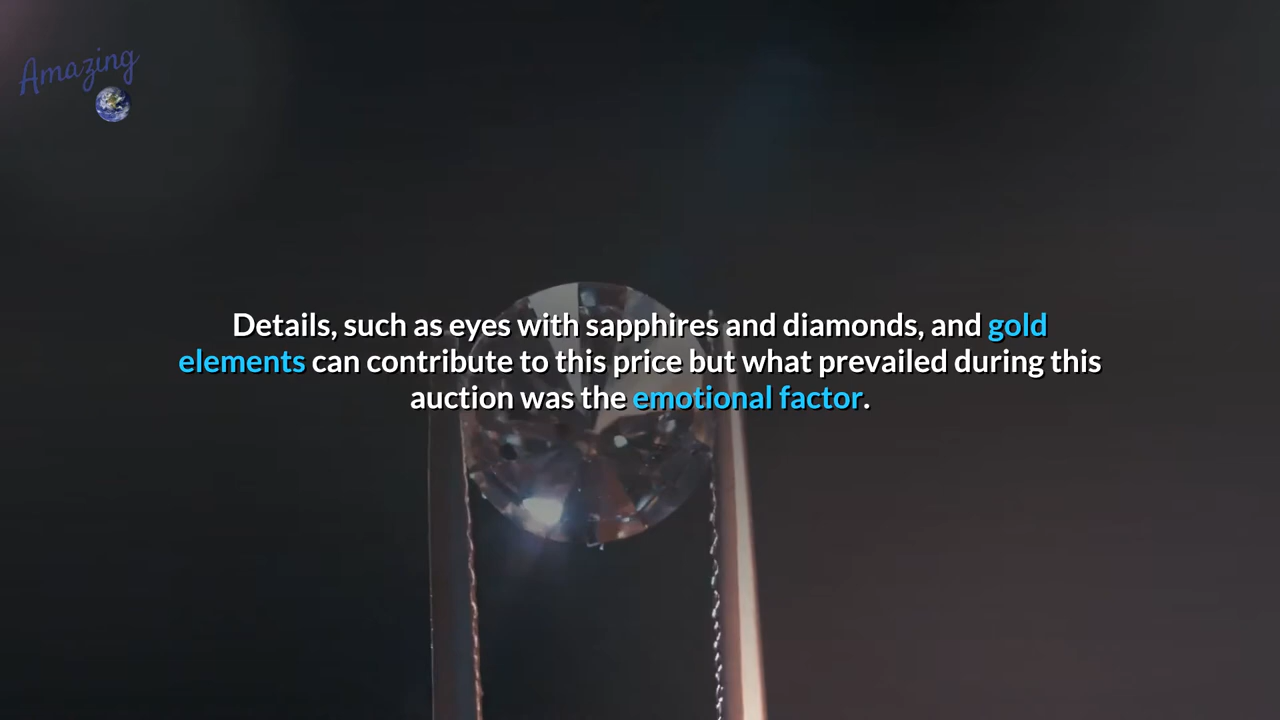 Amazing
Details, such as eyes with sapphires and diamonds, and gold
elements can contribute to this price but what prevailed during this
auction was the emotional factor.